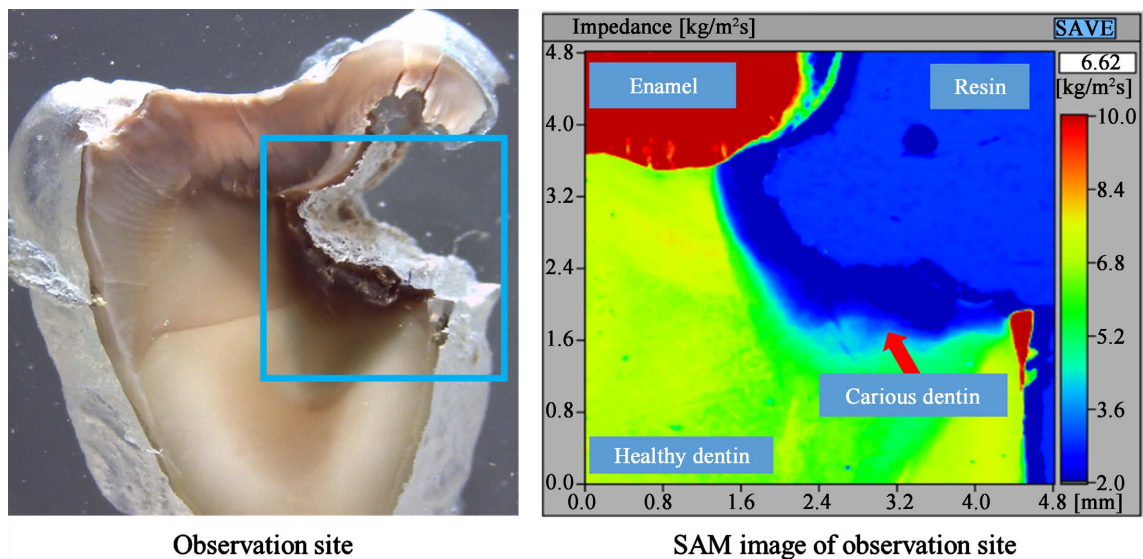 Impedance [kg/m²s]
SAVE
6.62
[kg/m²s]
4.8
4.0
3.2
2.4
1.6
0.8
0.0
0.0
0.8
1.6
2.4
3.2
4.0
4.8
[mm]
10.0
8.4
6.8
5.2
3.6
2.0
Enamel
Resin
Carious dentin
Healthy dentin
Observation site
SAM image of observation site